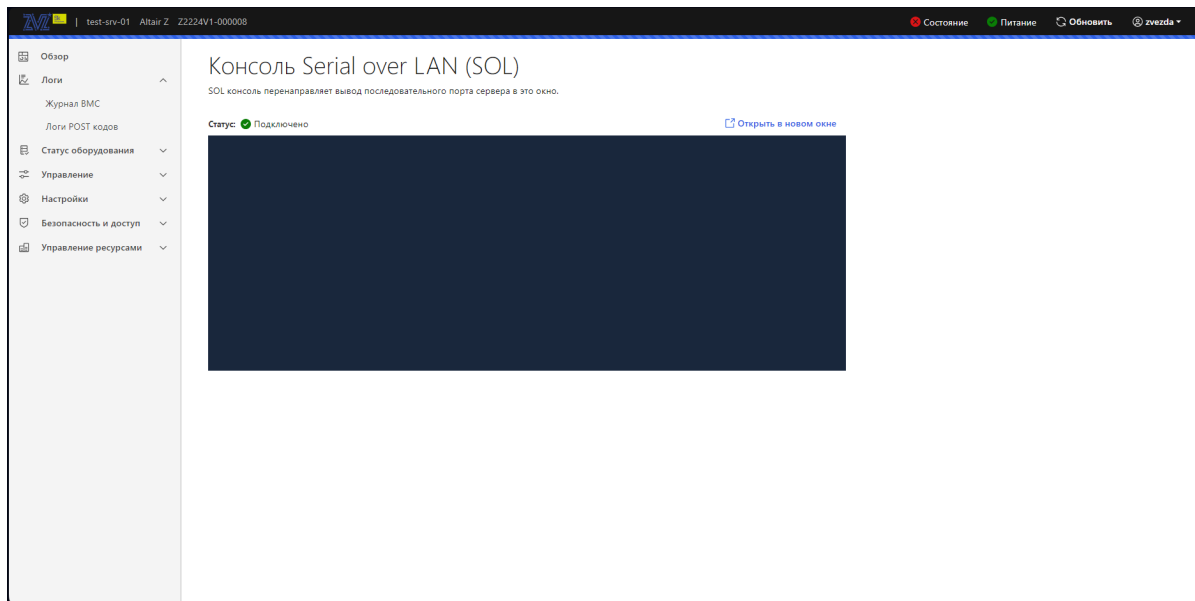 test-srv-01 Altair Z Z2224V1-000008 Состояние Питание Обновить zvezda
Обзор
Логи
Журнал BMC
Логи POST кодов
Статус оборудования
Управление
Настройки
Безопасность и доступ
Управление ресурсами
Консоль Serial over LAN (SOL)
SOL консоль перенаправляет вывод последовательного порта сервера в это окно.
Статус: Подключено Открыть в новом окне